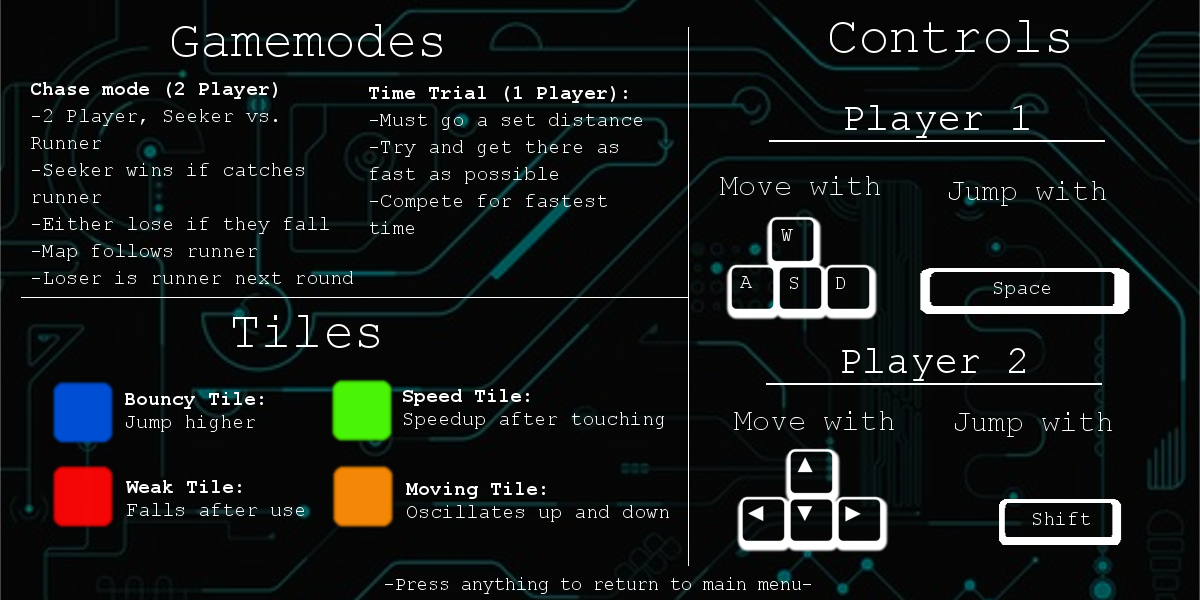 Gamemodes
Chase mode (2 Player)
-2 Player, Seeker vs.
Runner
-Seeker wins if catches
runner
-Either lose if they fall
-Map follows runner
-Loser is runner next round
Time Trial (1 Player):
-Must go a set distance
-Try and get there as
fast as possible
-Compete for fastest
time
Tiles
Bouncy Tile:
Jump higher
Speed Tile:
Speedup after touching
Weak Tile:
Falls after use
Moving Tile:
Oscillates up and down
Controls
Player 1
Move with
W
A S D
Jump with
Space
Player 2
Move with
▲
◀ ▼ ▶
Jump with
Shift
-Press anything to return to main menu-